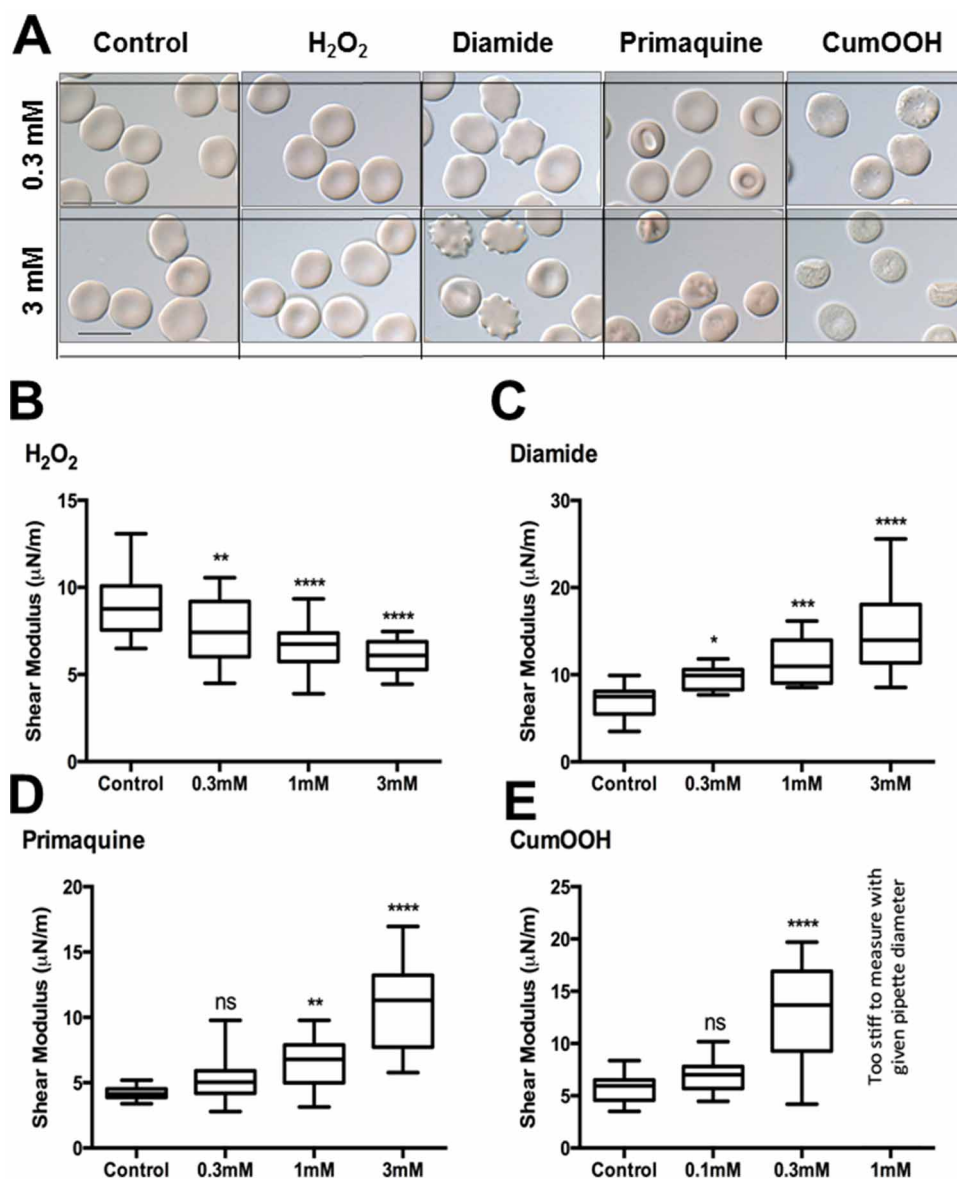 A
Control H₂O₂ Diamide Primaquine CumOOH
0.3 mM
3 mM
B
H₂O₂
Shear Modulus (µN/m)
15
10
5
0
** **** ****
Control 0.3mM 1mM 3mM
C
Diamide
Shear Modulus (µN/m)
30
20
10
0
* *** ****
Control 0.3mM 1mM 3mM
D
Primaquine
Shear Modulus (µN/m)
20
15
10
5
0
ns ** ****
Control 0.3mM 1mM 3mM
E
CumOOH
Shear Modulus (µN/m)
25
20
15
10
5
0
ns ****
Too stiff to measure with
given pipette diameter
Control 0.1mM 0.3mM 1mM